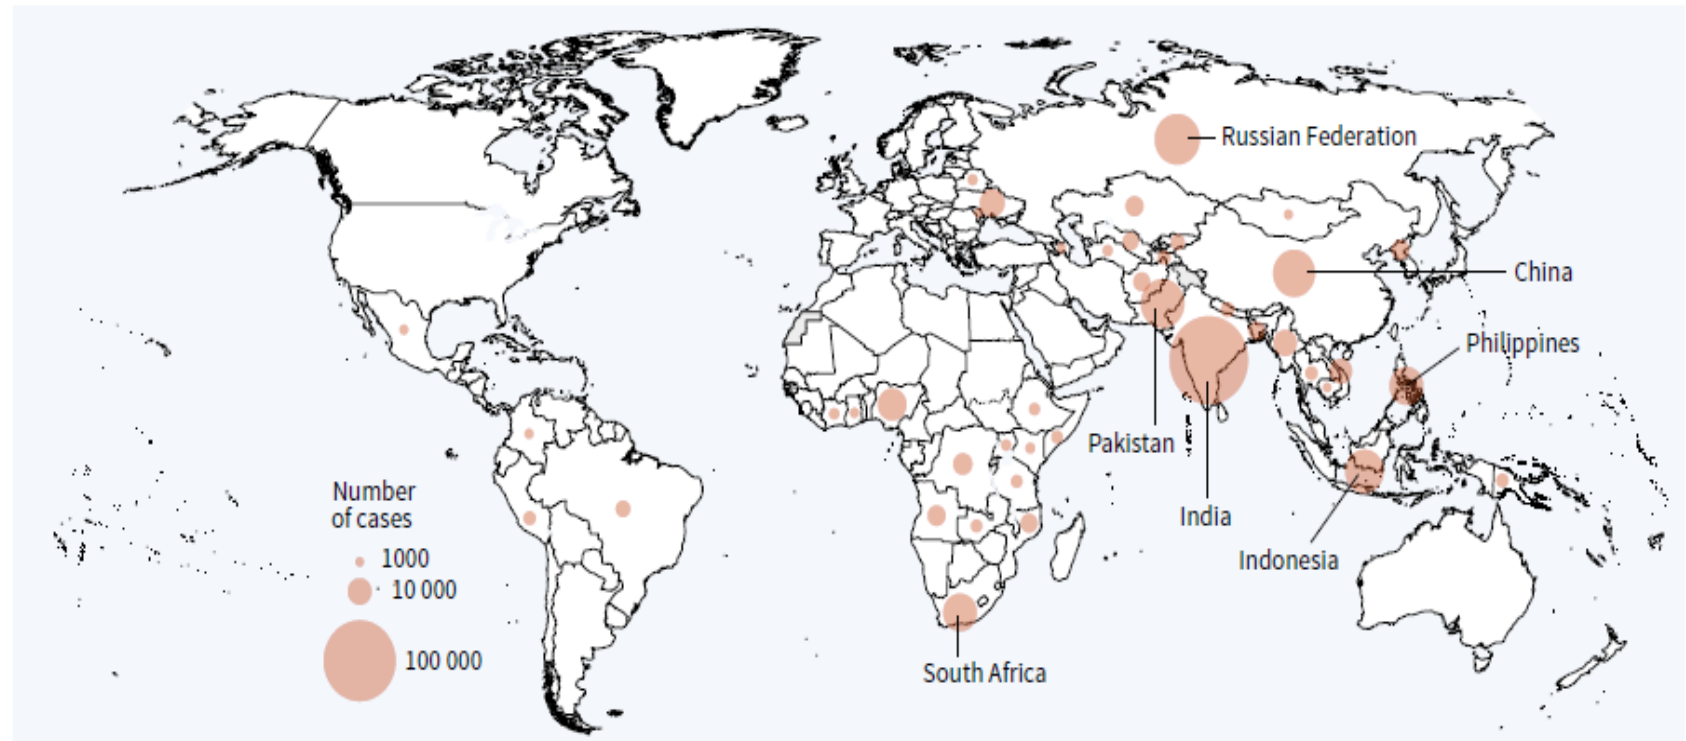 Russian Federation
China
Philippines
Pakistan
Number
of cases
India
1000
Indonesia
10 000
100 000
South Africa